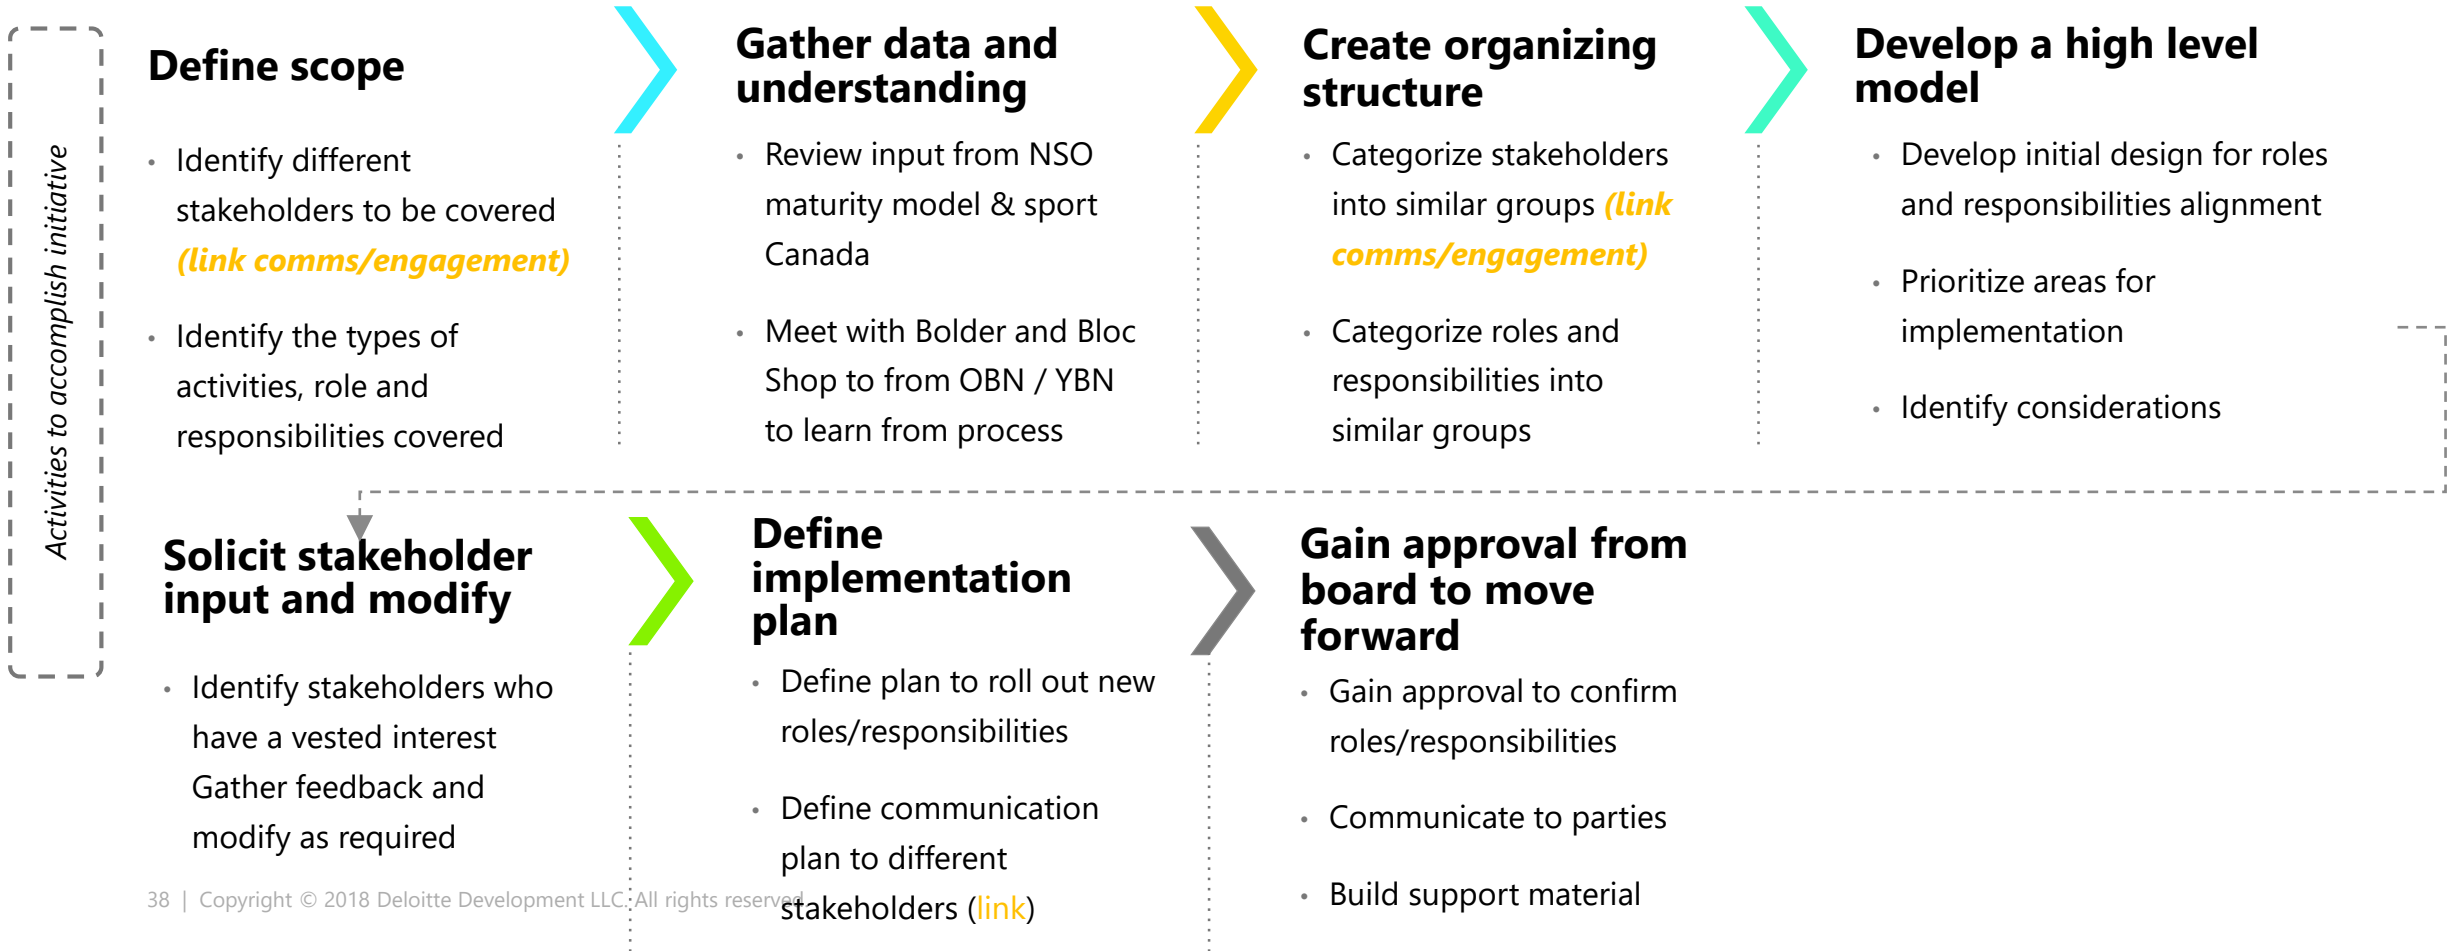 Activities to accomplish initiative
Define scope
• Identify different
stakeholders to be covered
(link comms/engagement)
• Identify the types of
activities, role and
responsibilities covered
Gather data and
understanding
• Review input from NSO
maturity model & sport
Canada
• Meet with Bolder and Bloc
Shop to from OBN / YBN
to learn from process
Create organizing
structure
• Categorize stakeholders
into similar groups (link
comms/engagement)
• Categorize roles and
responsibilities into
similar groups
Develop a high level
model
• Develop initial design for roles
and responsibilities alignment
• Prioritize areas for
implementation
• Identify considerations
Solicit stakeholder
input and modify
• Identify stakeholders who
have a vested interest
Gather feedback and
modify as required
Define
implementation
plan
• Define plan to roll out new
roles/responsibilities
• Define communication
plan to different
stakeholders (link)
Gain approval from
board to move
forward
• Gain approval to confirm
roles/responsibilities
• Communicate to parties
• Build support material
38 | Copyright © 2018 Deloitte Development LLC. All rights reserved